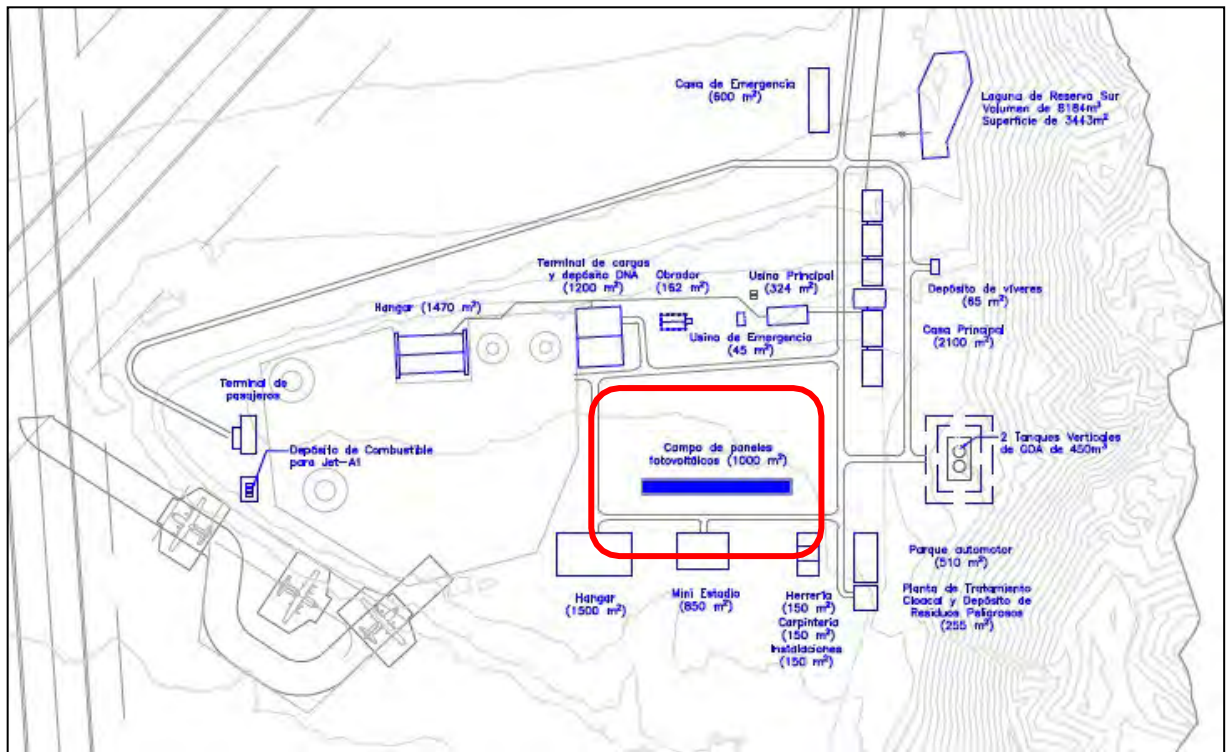 Casa de Emergencia
(600 m²)
Laguna de Reserva Sur
Volumen de 8184m³
Superficie de 3443m²
Terminal de cargas
y depósito DNA
(1200 m²)
Obrador
(162 m²)
Usina Principal
(324 m²)
Depósito de víveres
(65 m²)
Hangar (1470 m²)
Usina de Emergencia
(45 m²)
Casa Principal
(2100 m²)
Terminal de
pasajeros
Depósito de Combustible
para Jet-A1
Campo de paneles
fotovoltáicos (1000 m²)
2 Tanques Verticales
de GOA de 450m³
Parque automotor
(510 m²)
Hangar
(1500 m²)
Mini Estadio
(850 m²)
Herrería
(150 m²)
Carpintería
(150 m²)
Instalaciones
(150 m²)
Planta de Tratamiento
Cloacal y Depósito de
Residuos Peligrosos
(255 m²)